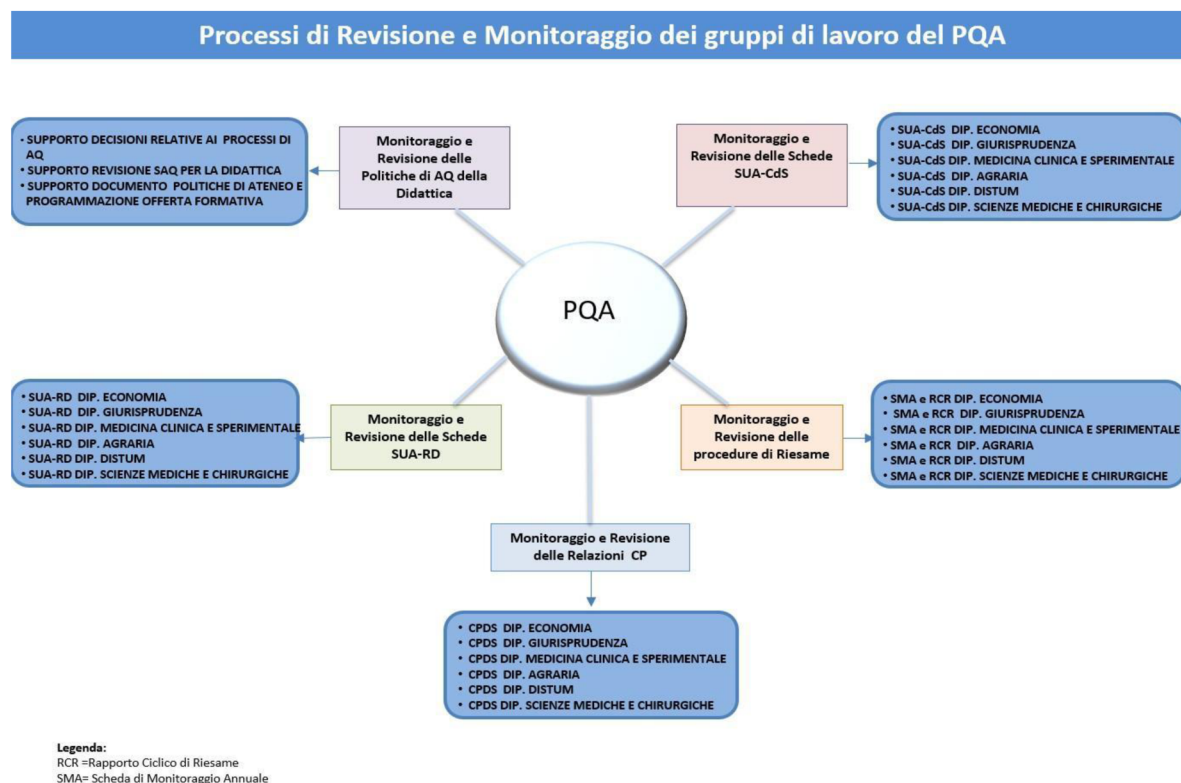 Processi di Revisione e Monitoraggio dei gruppi di lavoro del PQA
• SUPPORTO DECISIONI RELATIVE AI PROCESSI DI
AQ
• SUPPORTO REVISIONE SAQ PER LA DIDATTICA
• SUPPORTO DOCUMENTO POLITICHE DI ATENEO E
PROGRAMMAZIONE OFFERTA FORMATIVA
Monitoraggio e
Revisione delle
Politiche di AQ della
Didattica
Monitoraggio e
Revisione delle Schede
SUA-CdS
• SUA-CdS DIP. ECONOMIA
• SUA-CdS DIP. GIURISPRUDENZA
• SUA-CdS DIP. MEDICINA CLINICA E SPERIMENTALE
• SUA-CdS DIP. AGRARIA
• SUA-CdS DIP. DISTUM
• SUA-CdS DIP. SCIENZE MEDICHE E CHIRURGICHE
PQA
• SUA-RD DIP. ECONOMIA
• SUA-RD DIP. GIURISPRUDENZA
• SUA-RD DIP. MEDICINA CLINICA E SPERIMENTALE
• SUA-RD DIP. AGRARIA
• SUA-RD DIP. DISTUM
• SUA-RD DIP. SCIENZE MEDICHE E CHIRURGICHE
Monitoraggio e
Revisione delle Schede
SUA-RD
Monitoraggio e
Revisione delle
procedure di Riesame
• SMA e RCR DIP. ECONOMIA
• SMA e RCR DIP. GIURISPRUDENZA
• SMA e RCR DIP. MEDICINA CLINICA E SPERIMENTALE
• SMA e RCR DIP. AGRARIA
• SMA e RCR DIP. DISTUM
• SMA e RCR DIP. SCIENZE MEDICHE E CHIRURGICHE
Monitoraggio e Revisione
delle Relazioni CP
• CPDS DIP. ECONOMIA
• CPDS DIP. GIURISPRUDENZA
• CPDS DIP. MEDICINA CLINICA E SPERIMENTALE
• CPDS DIP. AGRARIA
• CPDS DIP. DISTUM
• CPDS DIP. SCIENZE MEDICHE E CHIRURGICHE
Legenda:
RCR =Rapporto Ciclico di Riesame
SMA= Scheda di Monitoraggio Annuale